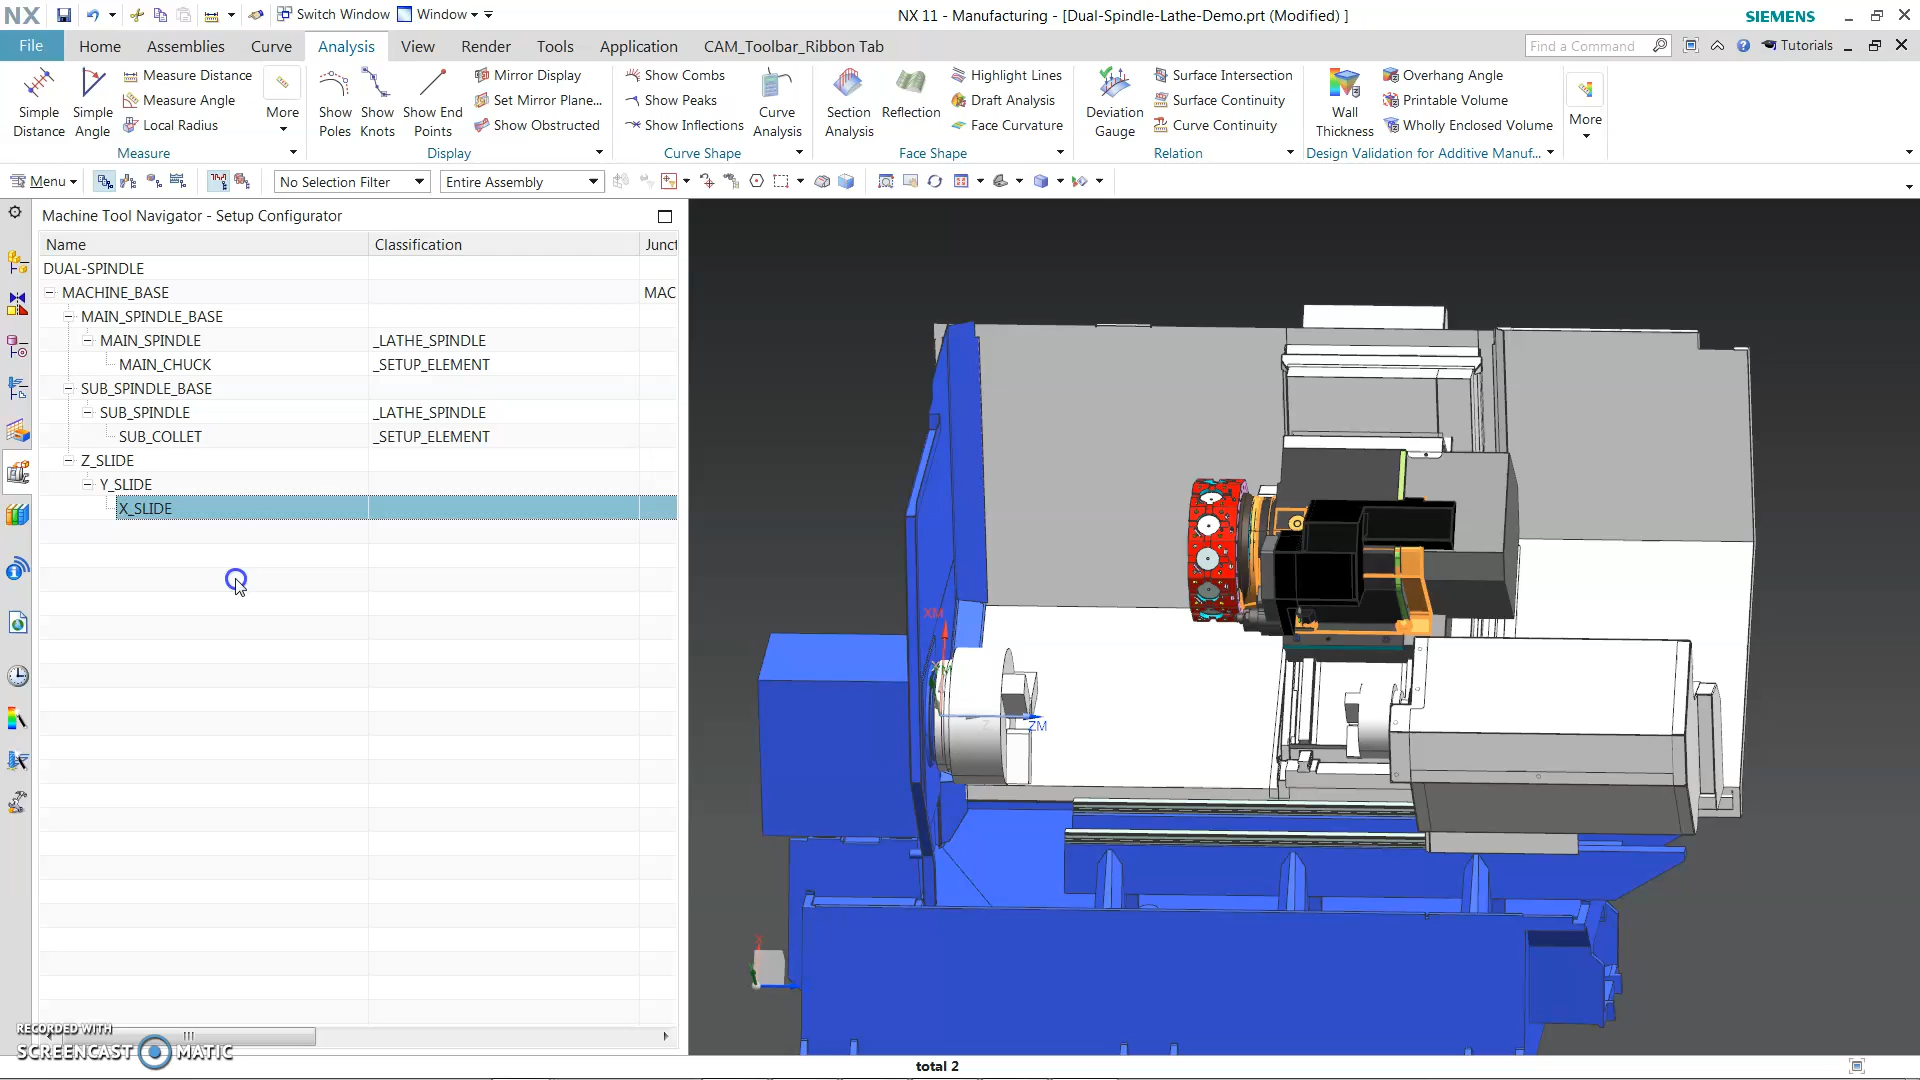 NX Switch Window Window NX 11 - Manufacturing - [Dual-Spindle-Lathe-Demo.prt (Modified) ] SIEMENS
File Home Assemblies Curve Analysis View Render Tools Application CAM_Toolbar_Ribbon Tab Find a Command Tutorials
Simple Distance
Simple Angle
Measure Distance
Measure Angle
Local Radius
More
Measure
Show Poles
Show Knots
Show End Points
Mirror Display
Set Mirror Plane...
Show Obstructed
Display
Show Combs
Show Peaks
Show Inflections
Curve Analysis
Curve Shape
Section Analysis
Reflection
Highlight Lines
Draft Analysis
Face Curvature
Face Shape
Deviation Gauge
Surface Intersection
Surface Continuity
Curve Continuity
Relation
Wall Thickness
Overhang Angle
Printable Volume
Wholly Enclosed Volume
Design Validation for Additive Manuf...
More
Menu No Selection Filter Entire Assembly
Machine Tool Navigator - Setup Configurator
Name Classification Junct
DUAL-SPINDLE
MACHINE_BASE MAC
MAIN_SPINDLE_BASE
MAIN_SPINDLE _LATHE_SPINDLE
MAIN_CHUCK _SETUP_ELEMENT
SUB_SPINDLE_BASE
SUB_SPINDLE _LATHE_SPINDLE
SUB_COLLET _SETUP_ELEMENT
Z_SLIDE
Y_SLIDE
X_SLIDE
XM
ZM
X
RECORDED WITH
SCREENCAST MATIC
total 2